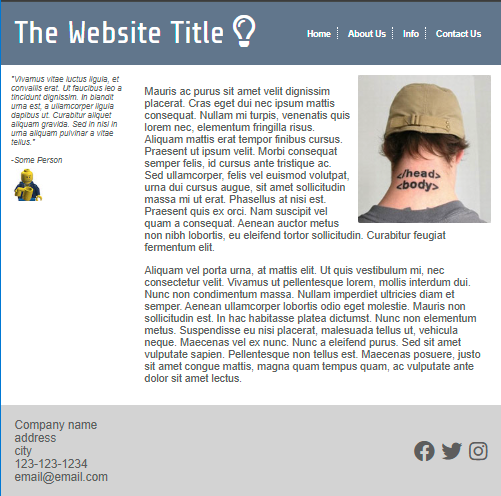 The Website Title
Home
About Us
Info
Contact Us
"Vivamus vitae luctus ligula, et
convallis erat. Ut faucibus leo a
tincidunt dignissim. In blandit
urna est, a ullamcorper ligula
dapibus ut. Curabitur aliquet
aliquam gravida. Sed in nisi in
urna aliquam pulvinar a vitae
tellus."
-Some Person
Mauris ac purus sit amet velit dignissim
placerat. Cras eget dui nec ipsum mattis
consequat. Nullam mi turpis, venenatis quis
lorem nec, elementum fringilla risus.
Aliquam mattis erat tempor finibus cursus.
Praesent ut ipsum velit. Morbi consequat
semper felis, id cursus ante tristique ac.
Sed ullamcorper, felis vel euismod volutpat,
urna dui cursus augue, sit amet sollicitudin
massa mi ut erat. Phasellus at nisi est.
Praesent quis ex orci. Nam suscipit vel
quam a consequat. Aenean auctor metus
non nibh lobortis, eu eleifend tortor sollicitudin. Curabitur feugiat
fermentum elit.
</head>
<body>
Aliquam vel porta urna, at mattis elit. Ut quis vestibulum mi, nec
consectetur velit. Vivamus ut pellentesque lorem, mollis interdum dui.
Nunc non condimentum massa. Nullam imperdiet ultricies diam et
semper. Aenean ullamcorper lobortis odio eget molestie. Mauris non
sollicitudin est. In hac habitasse platea dictumst. Nunc non elementum
metus. Suspendisse eu nisi placerat, malesuada tellus ut, vehicula
neque. Maecenas vel ex nunc. Nunc a eleifend purus. Sed sit amet
vulputate sapien. Pellentesque non tellus est. Maecenas posuere, justo
sit amet congue mattis, magna quam tempus quam, ac vulputate ante
dolor sit amet lectus.
Company name
address
city
123-123-1234
email@email.com